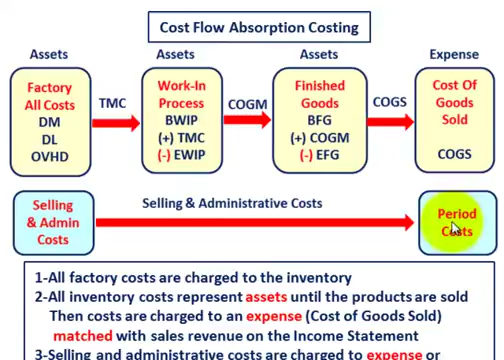 Cost Flow Absorption Costing
Assets
Assets
Assets
Expense
Factory
All Costs
DM
DL
OVHD
TMC
Work-In
Process
BWIP
(+) TMC
(-) EWIP
COGM
Finished
Goods
BFG
(+) COGM
(-) EFG
COGS
Cost Of
Goods
Sold
COGS
Selling
& Admin
Costs
Selling & Administrative Costs
Period
Costs
1-All factory costs are charged to the inventory
2-All inventory costs represent assets until the products are sold
Then costs are charged to an expense (Cost of Goods Sold)
matched with sales revenue on the Income Statement
3-Selling and administrative costs are charged to expense or